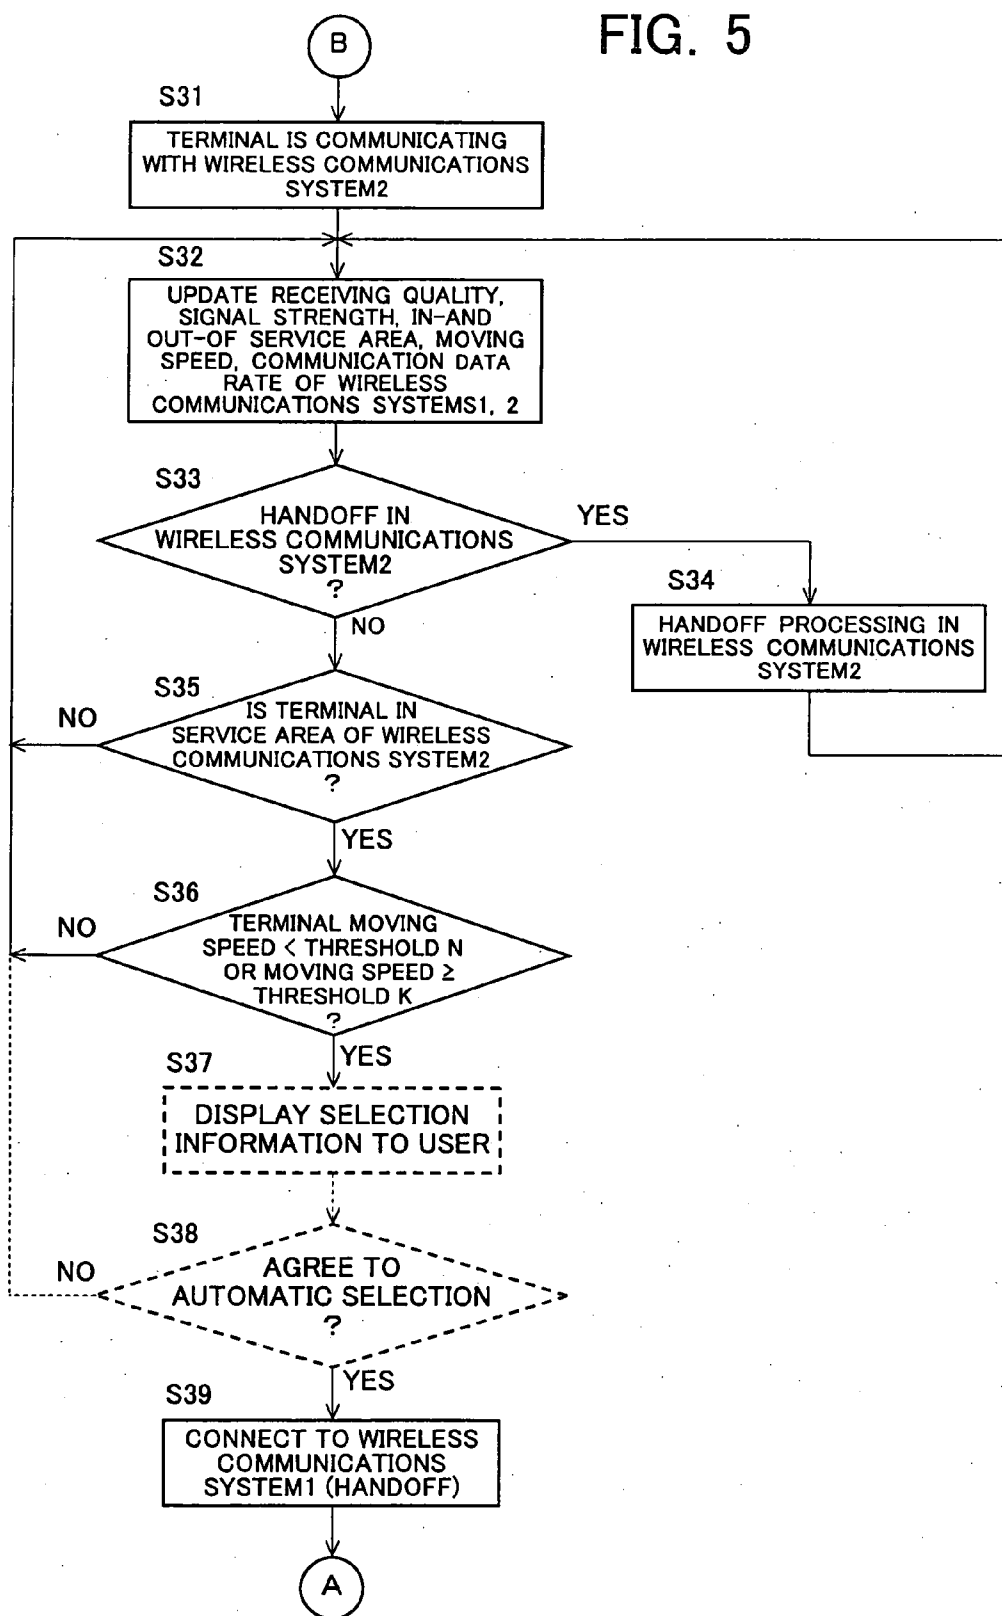 FIG. 5
B
S31
TERMINAL IS COMMUNICATING
WITH WIRELESS COMMUNICATIONS
SYSTEM2
S32
UPDATE RECEIVING QUALITY,
SIGNAL STRENGTH, IN-AND
OUT-OF SERVICE AREA, MOVING
SPEED, COMMUNICATION DATA
RATE OF WIRELESS
COMMUNICATIONS SYSTEMS1, 2
S33
HANDOFF IN
WIRELESS COMMUNICATIONS
SYSTEM2
?
YES
NO
S34
HANDOFF PROCESSING IN
WIRELESS COMMUNICATIONS
SYSTEM2
S35
IS TERMINAL IN
SERVICE AREA OF WIRELESS
COMMUNICATIONS SYSTEM2
?
NO
YES
S36
TERMINAL MOVING
SPEED < THRESHOLD N
OR MOVING SPEED ≥
THRESHOLD K
?
NO
YES
S37
DISPLAY SELECTION
INFORMATION TO USER
S38
AGREE TO
AUTOMATIC SELECTION
?
NO
YES
S39
CONNECT TO WIRELESS
COMMUNICATIONS
SYSTEM1 (HANDOFF)
A